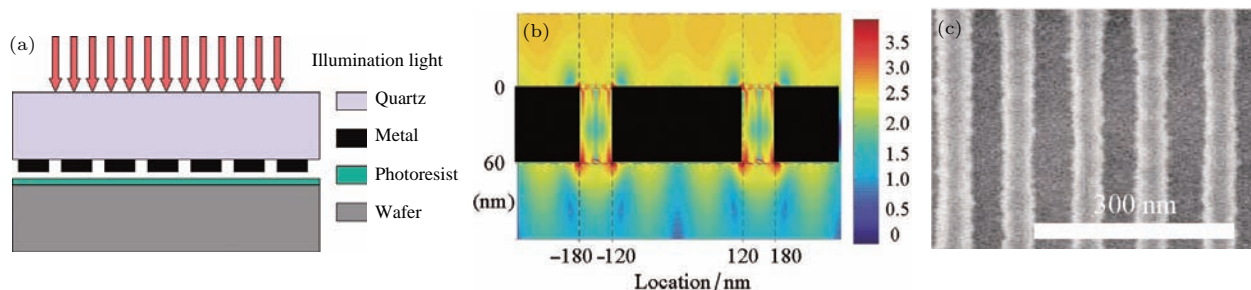 (a)
Illumination light
Quartz
Metal
Photoresist
Wafer
(b)
0
60
(nm)
−180
−120
120
180
Location/nm
3.5
3.0
2.5
2.0
1.5
1.0
0.5
0
(c)
300 nm